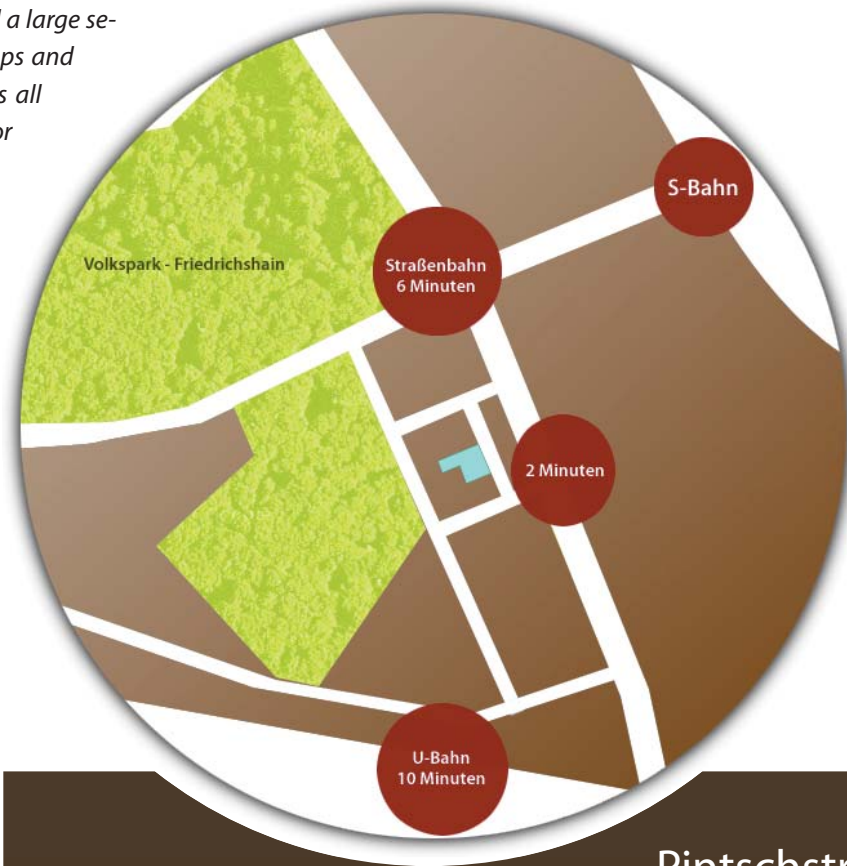 a large se-
ps and
s all
or
S-Bahn
Volkspark - Friedrichshain
Straßenbahn
6 Minuten
2 Minuten
U-Bahn
10 Minuten